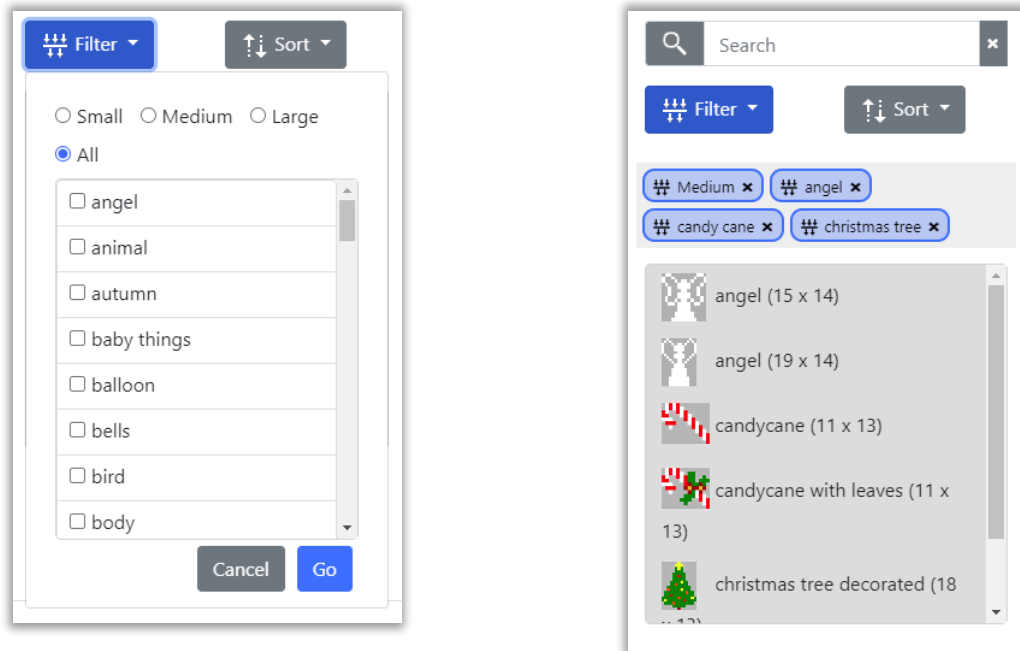 Filter Sort
Small Medium Large
All
angel
animal
autumn
baby things
balloon
bells
bird
body
Cancel Go
Search ×
Filter Sort
Medium × angel ×
candy cane × christmas tree ×
angel (15 x 14)
angel (19 x 14)
candycane (11 x 13)
candycane with leaves (11 x
13)
christmas tree decorated (18
x 13)